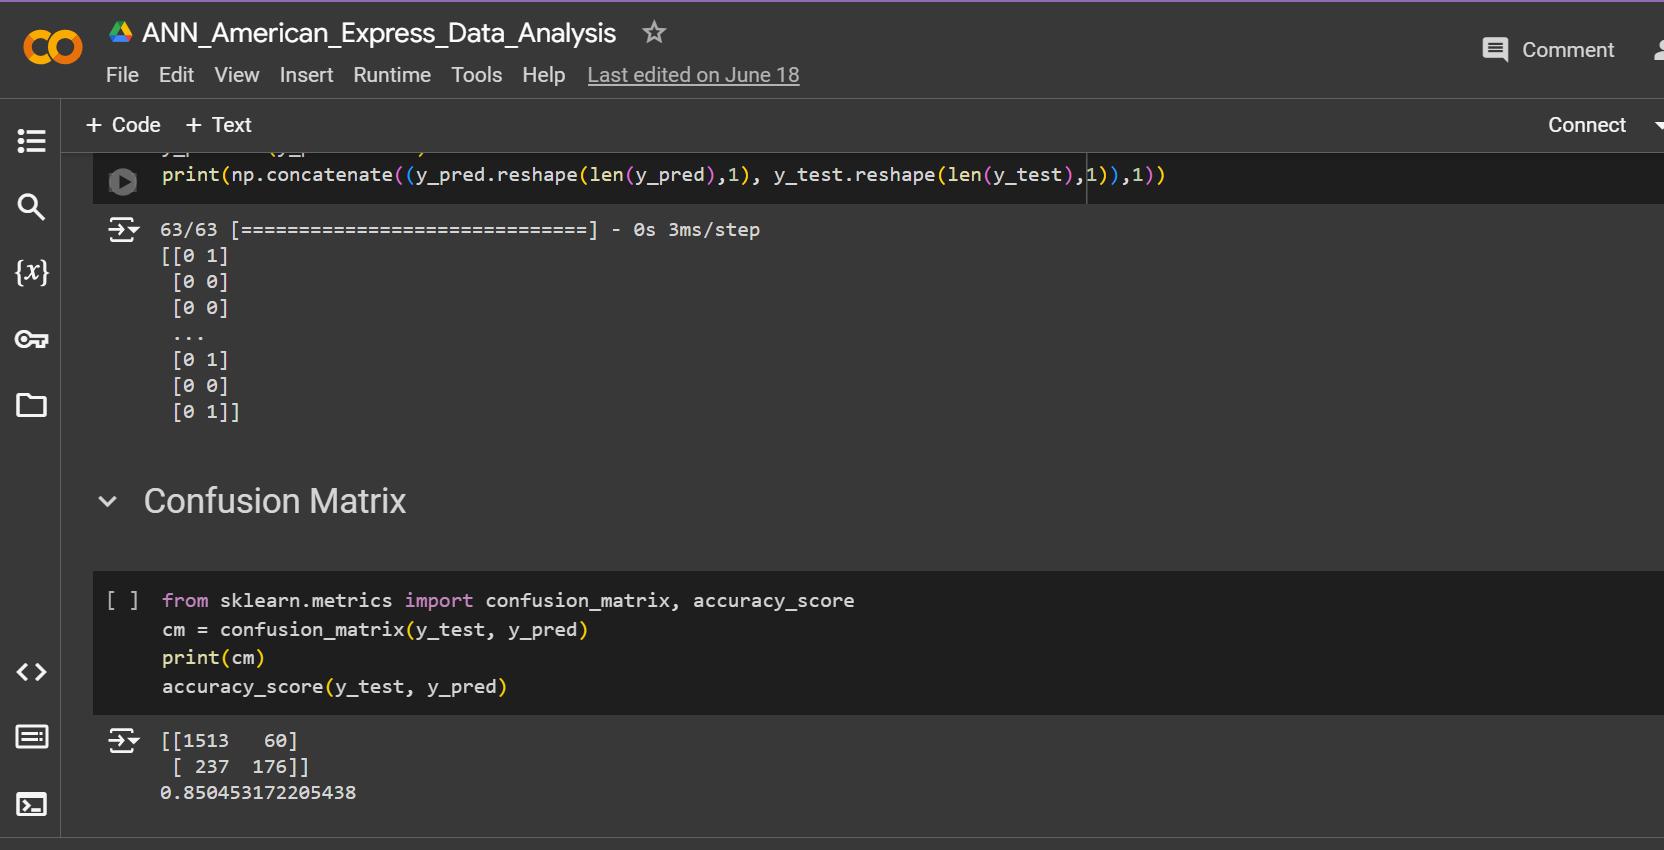 ANN_American_Express_Data_Analysis
File Edit View Insert Runtime Tools Help Last edited on June 18
Comment
+ Code + Text
Connect
print(np.concatenate((y_pred.reshape(len(y_pred),1), y_test.reshape(len(y_test),1)),1))
63/63 [==============================] - 0s 3ms/step
[[0 1]
[0 0]
[0 0]
...
[0 1]
[0 0]
[0 1]]
Confusion Matrix
[ ] from sklearn.metrics import confusion_matrix, accuracy_score
cm = confusion_matrix(y_test, y_pred)
print(cm)
accuracy_score(y_test, y_pred)
[[1513   60]
[ 237  176]]
0.850453172205438